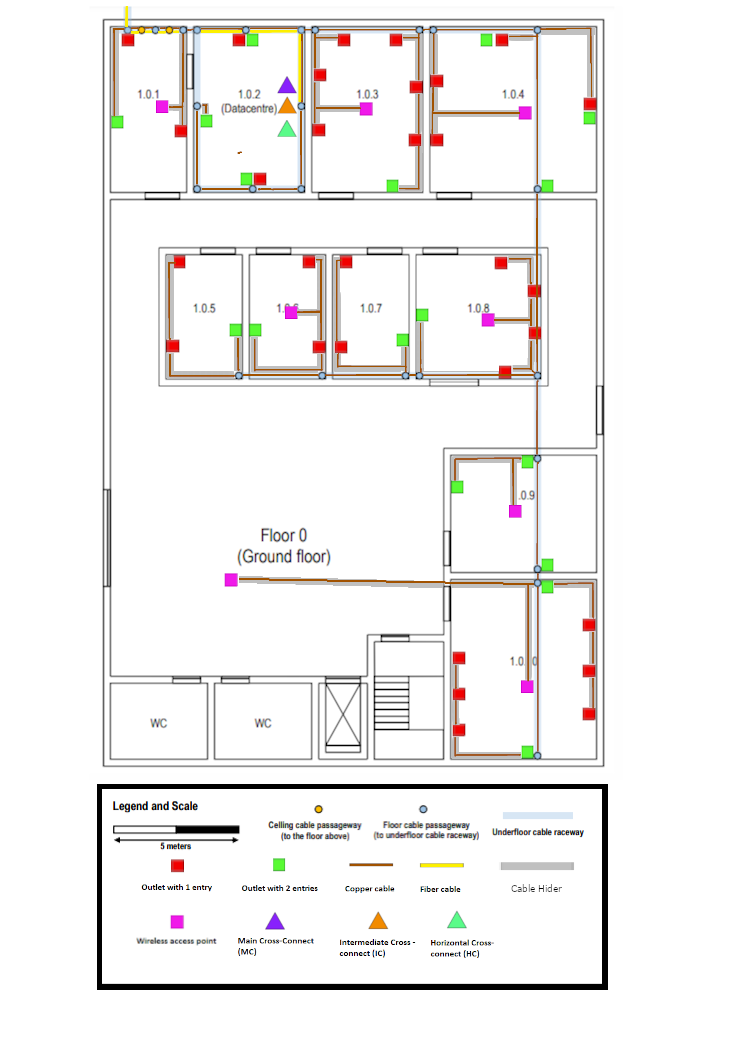 1.0.1
1.0.2
(Datacentre)
1.0.3
1.0.4
1.0.5
1.0.7
1.0.8
.0.9
Floor 0
(Ground floor)
1.0. 0
WC
WC
Legend and Scale
5 meters
Celling cable passageway
(to the floor above)
Floor cable passageway
(to underfloor cable raceway)
Underfloor cable raceway
Outlet with 1 entry
Outlet with 2 entries
Copper cable
Fiber cable
Cable Hider
Wireless access point
Main Cross-Connect
(MC)
Intermediate Cross -
connect (IC)
Horizontal Cross-
connect (HC)